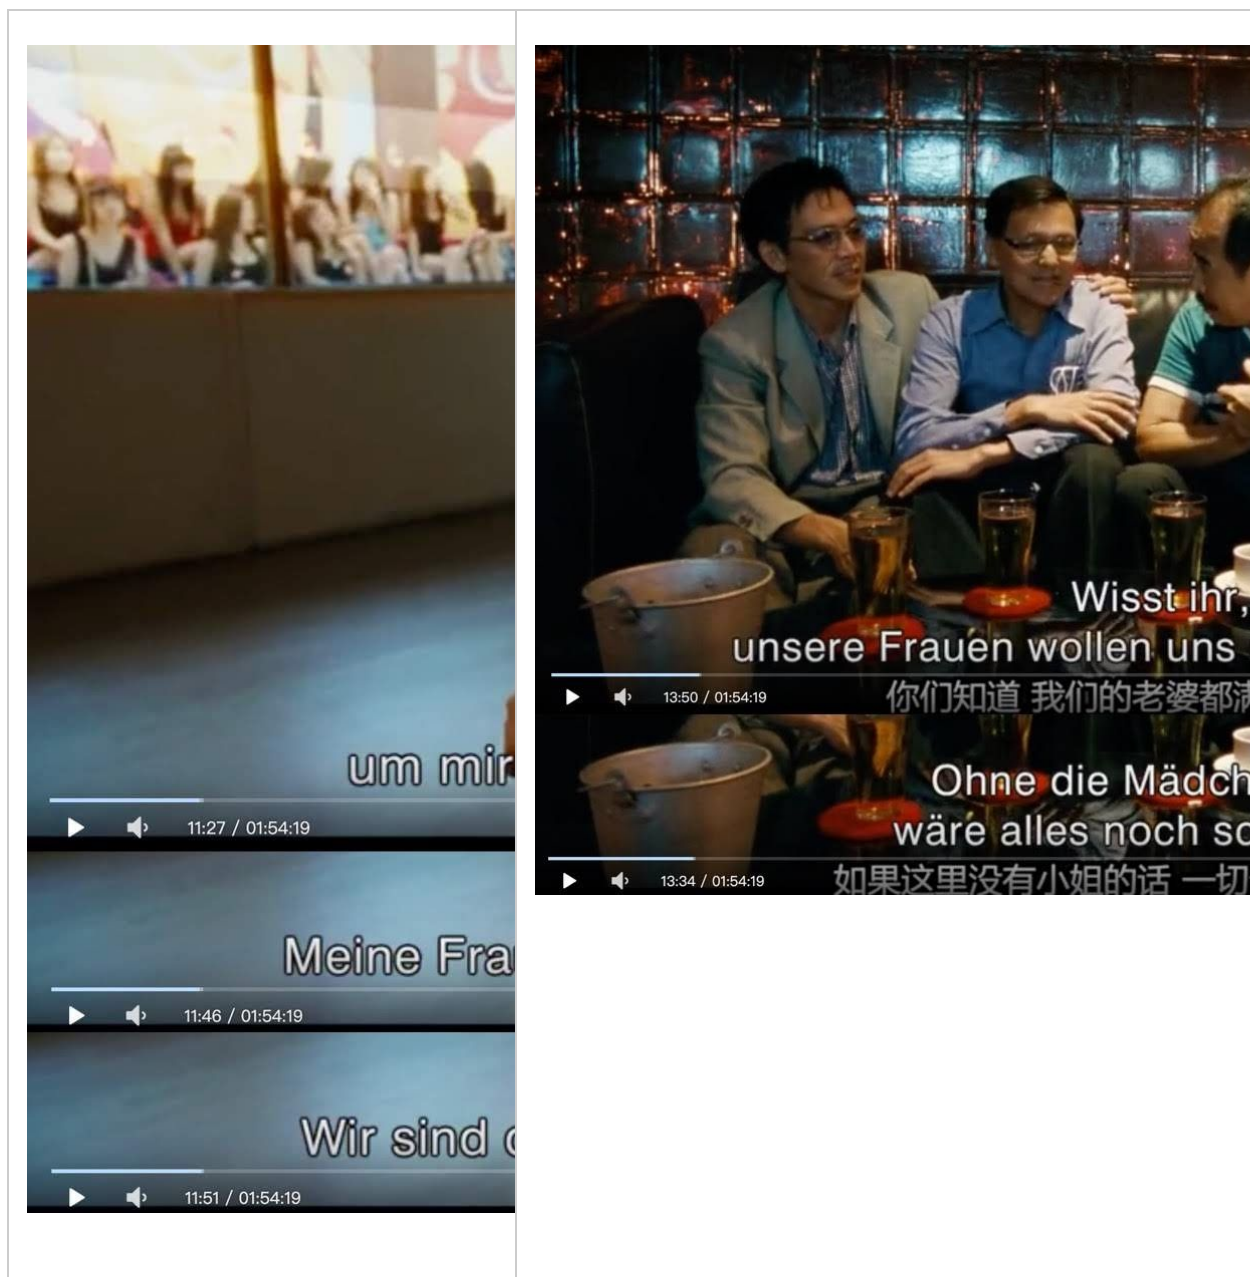 um mir
11:27 / 01:54:19
Meine Fra
11:46 / 01:54:19
Wir sind
11:51 / 01:54:19
Wisst ihr,
unsere Frauen wollen uns
你们知道 我们的老婆都满
13:50 / 01:54:19
Ohne die Mädch
wäre alles noch sc
如果这里没有小姐的话 一切
13:34 / 01:54:19